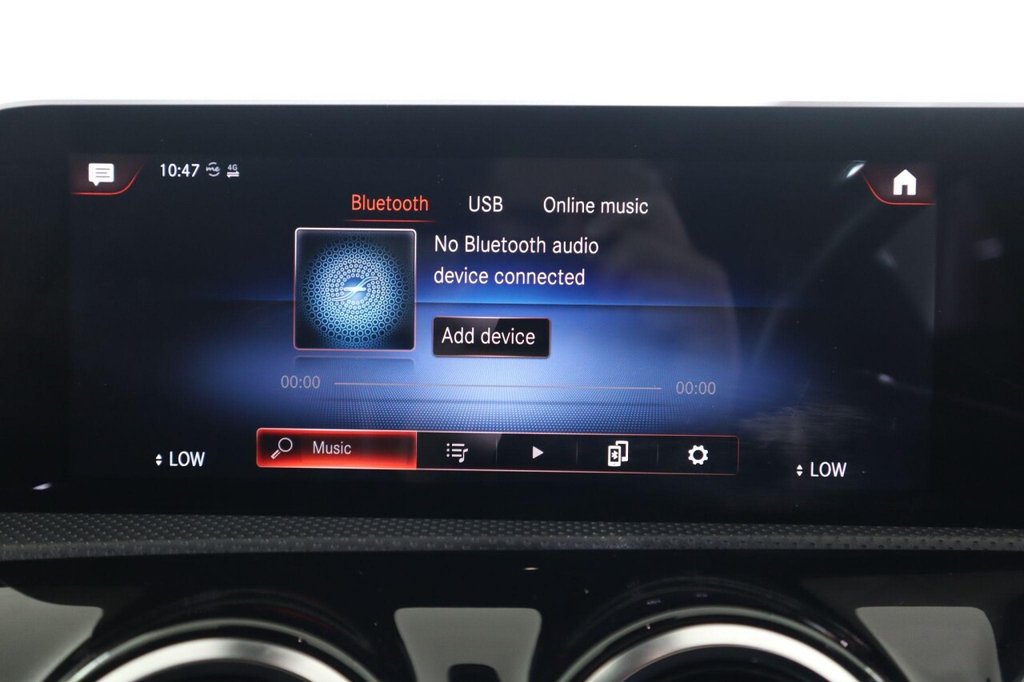 10:47 me 4G
Bluetooth USB Online music
No Bluetooth audio
device connected
Add device
00:00 00:00
Music
LOW LOW